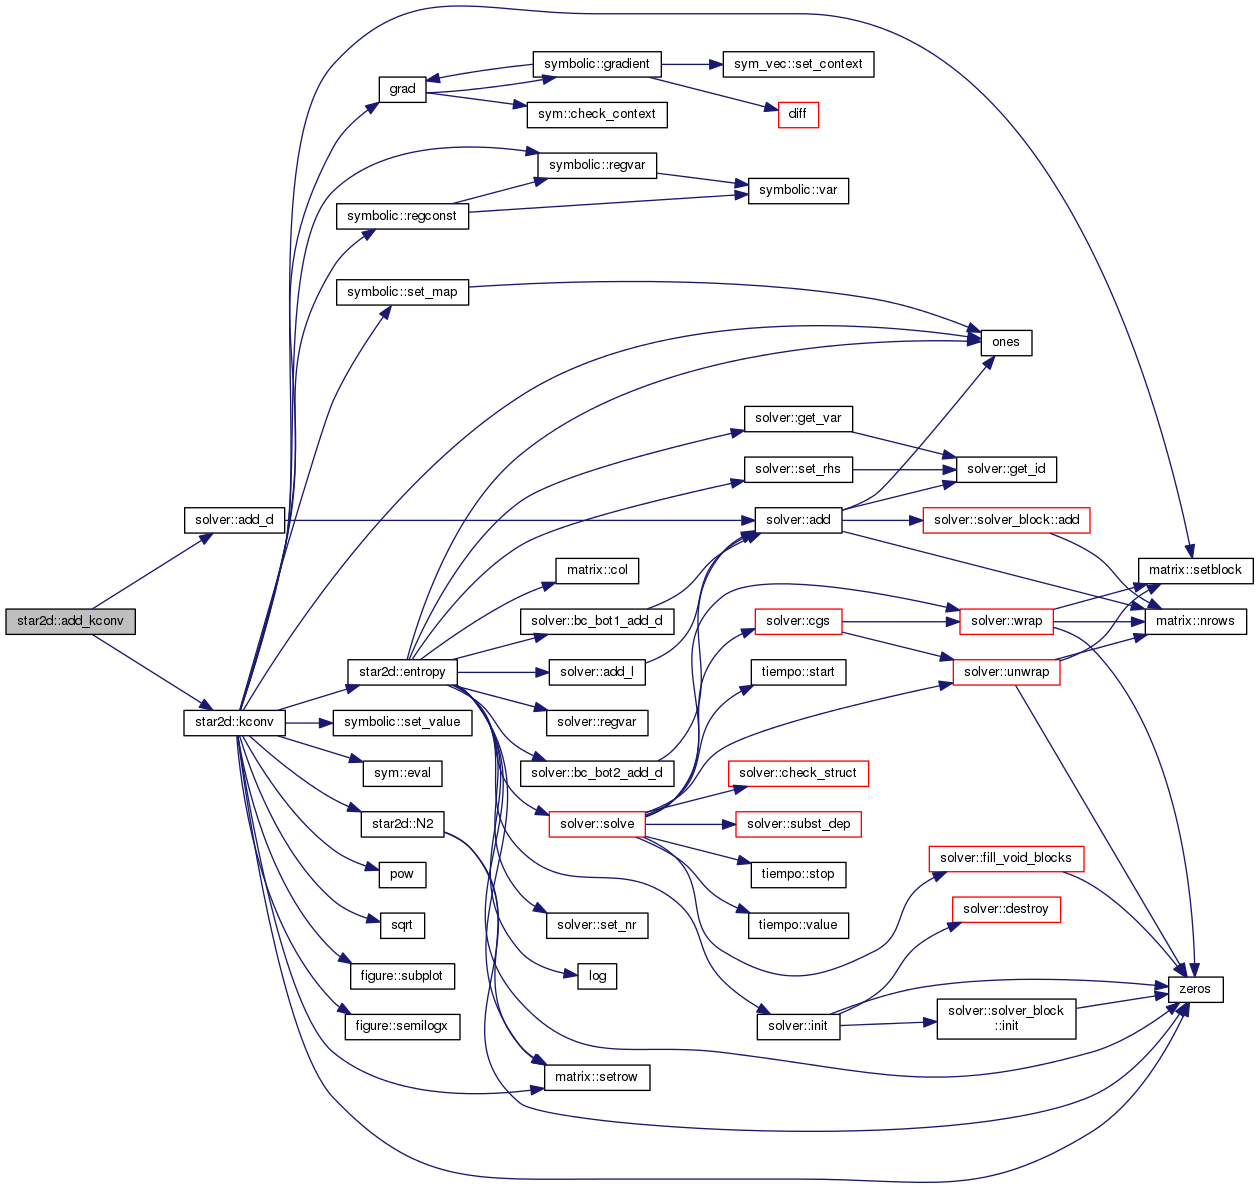 symbolic::gradient
sym_vec::set_context
grad
sym::check_context
diff
symbolic::regvar
symbolic::var
symbolic::regconst
symbolic::set_map
ones
solver::get_var
solver::set_rhs
solver::get_id
solver::add_d
solver::add
solver::solver_block::add
matrix::col
matrix::setblock
star2d::add_kconv
solver::bc_bot1_add_d
solver::cgs
solver::wrap
matrix::nrows
star2d::entropy
solver::add_l
tiempo::start
solver::unwrap
star2d::kconv
symbolic::set_value
solver::regvar
sym::eval
solver::bc_bot2_add_d
solver::check_struct
star2d::N2
solver::solve
solver::subst_dep
pow
tiempo::stop
solver::fill_void_blocks
sqrt
solver::set_nr
tiempo::value
solver::destroy
figure::subplot
log
zeros
figure::semilogx
solver::init
solver::solver_block
::init
matrix::setrow